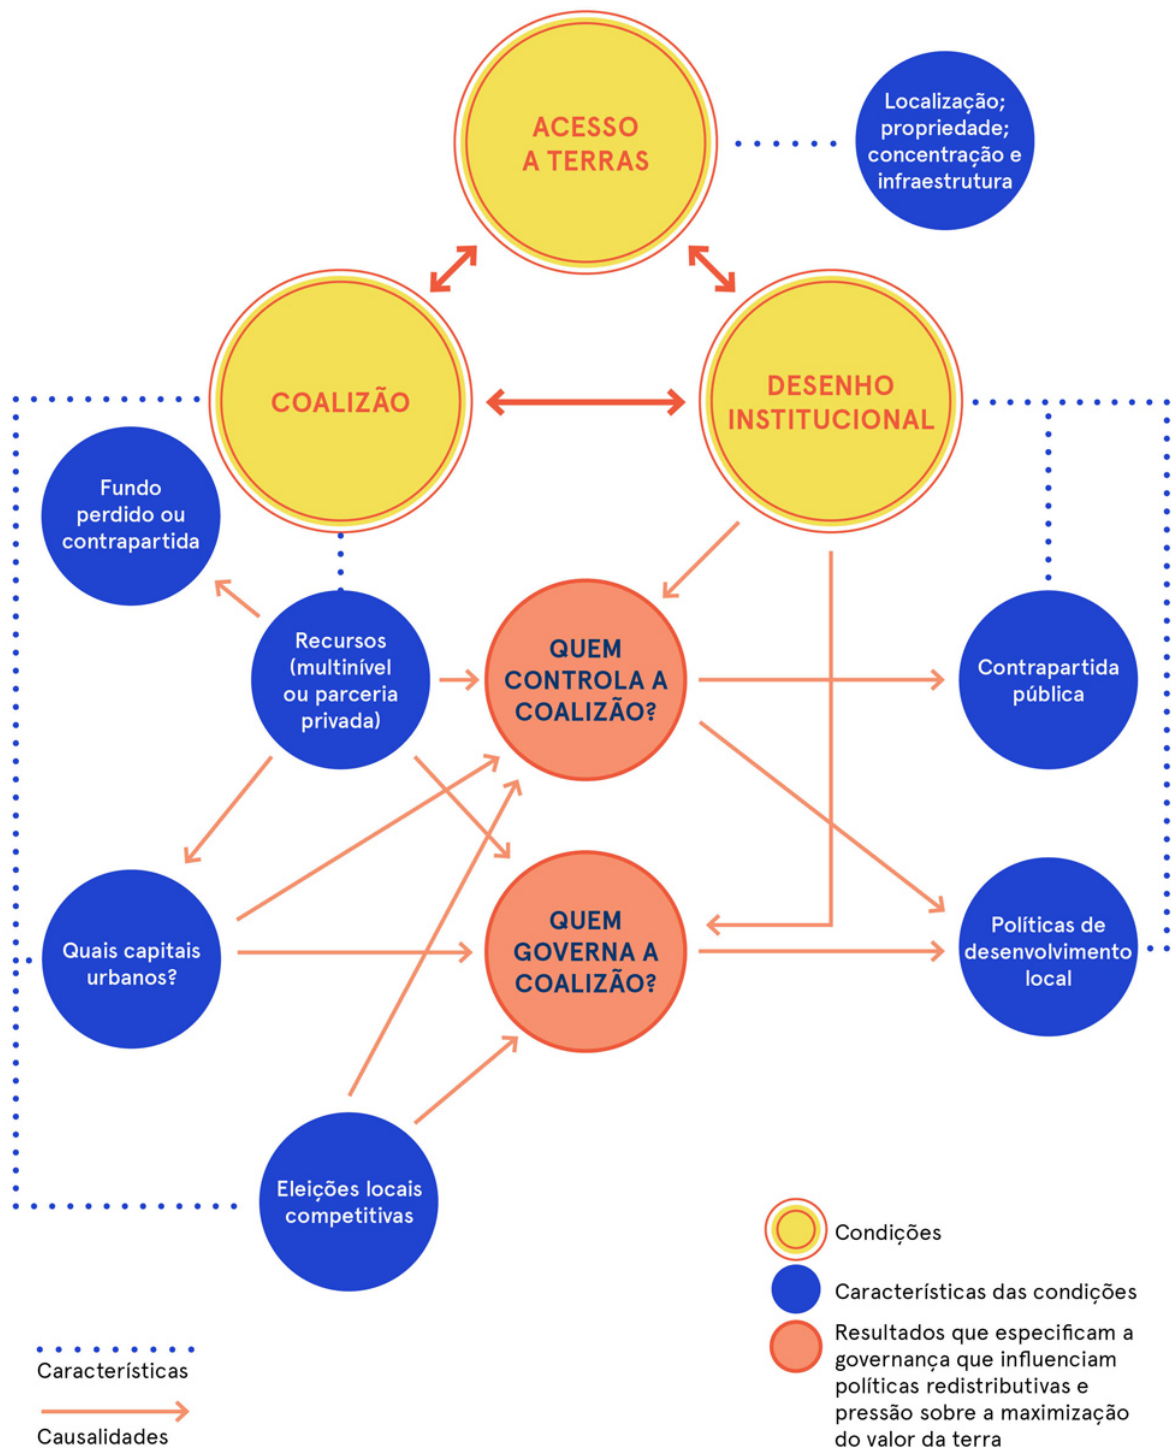 ACESSO
A TERRAS
Localização;
propriedade;
concentração e
infraestrutura
COALIZÃO
DESENHO
INSTITUCIONAL
Fundo
perdido ou
contrapartida
Recursos
(multinível
ou parceria
privada)
QUEM
CONTROLA A
COALIZÃO?
Contrapartida
pública
Quais capitais
urbanos?
QUEM
GOVERNA A
COALIZÃO?
Políticas de
desenvolvimento
local
Eleições locais
competitivas
Condições
Características das condições
Resultados que especificam a
governança que influenciam
políticas redistributivas e
pressão sobre a maximização
do valor da terra
Características
Causalidades